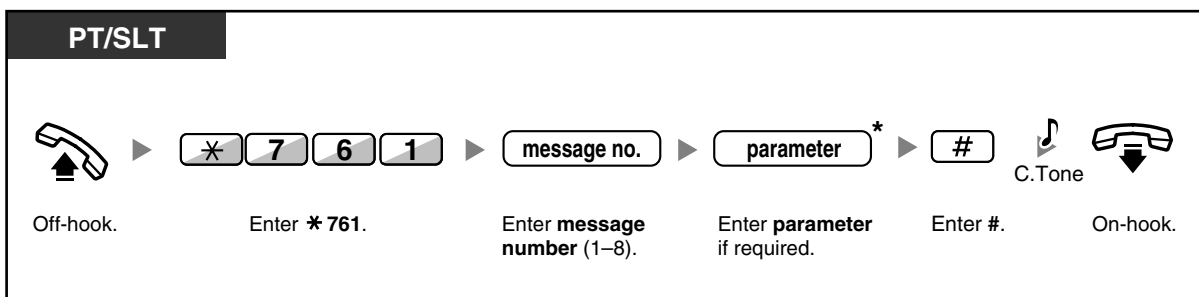 PT/SLT
* 7 6 1 message no. parameter * #
C.Tone
Off-hook. Enter * 761. Enter message number (1–8). Enter parameter if required. Enter #. On-hook.